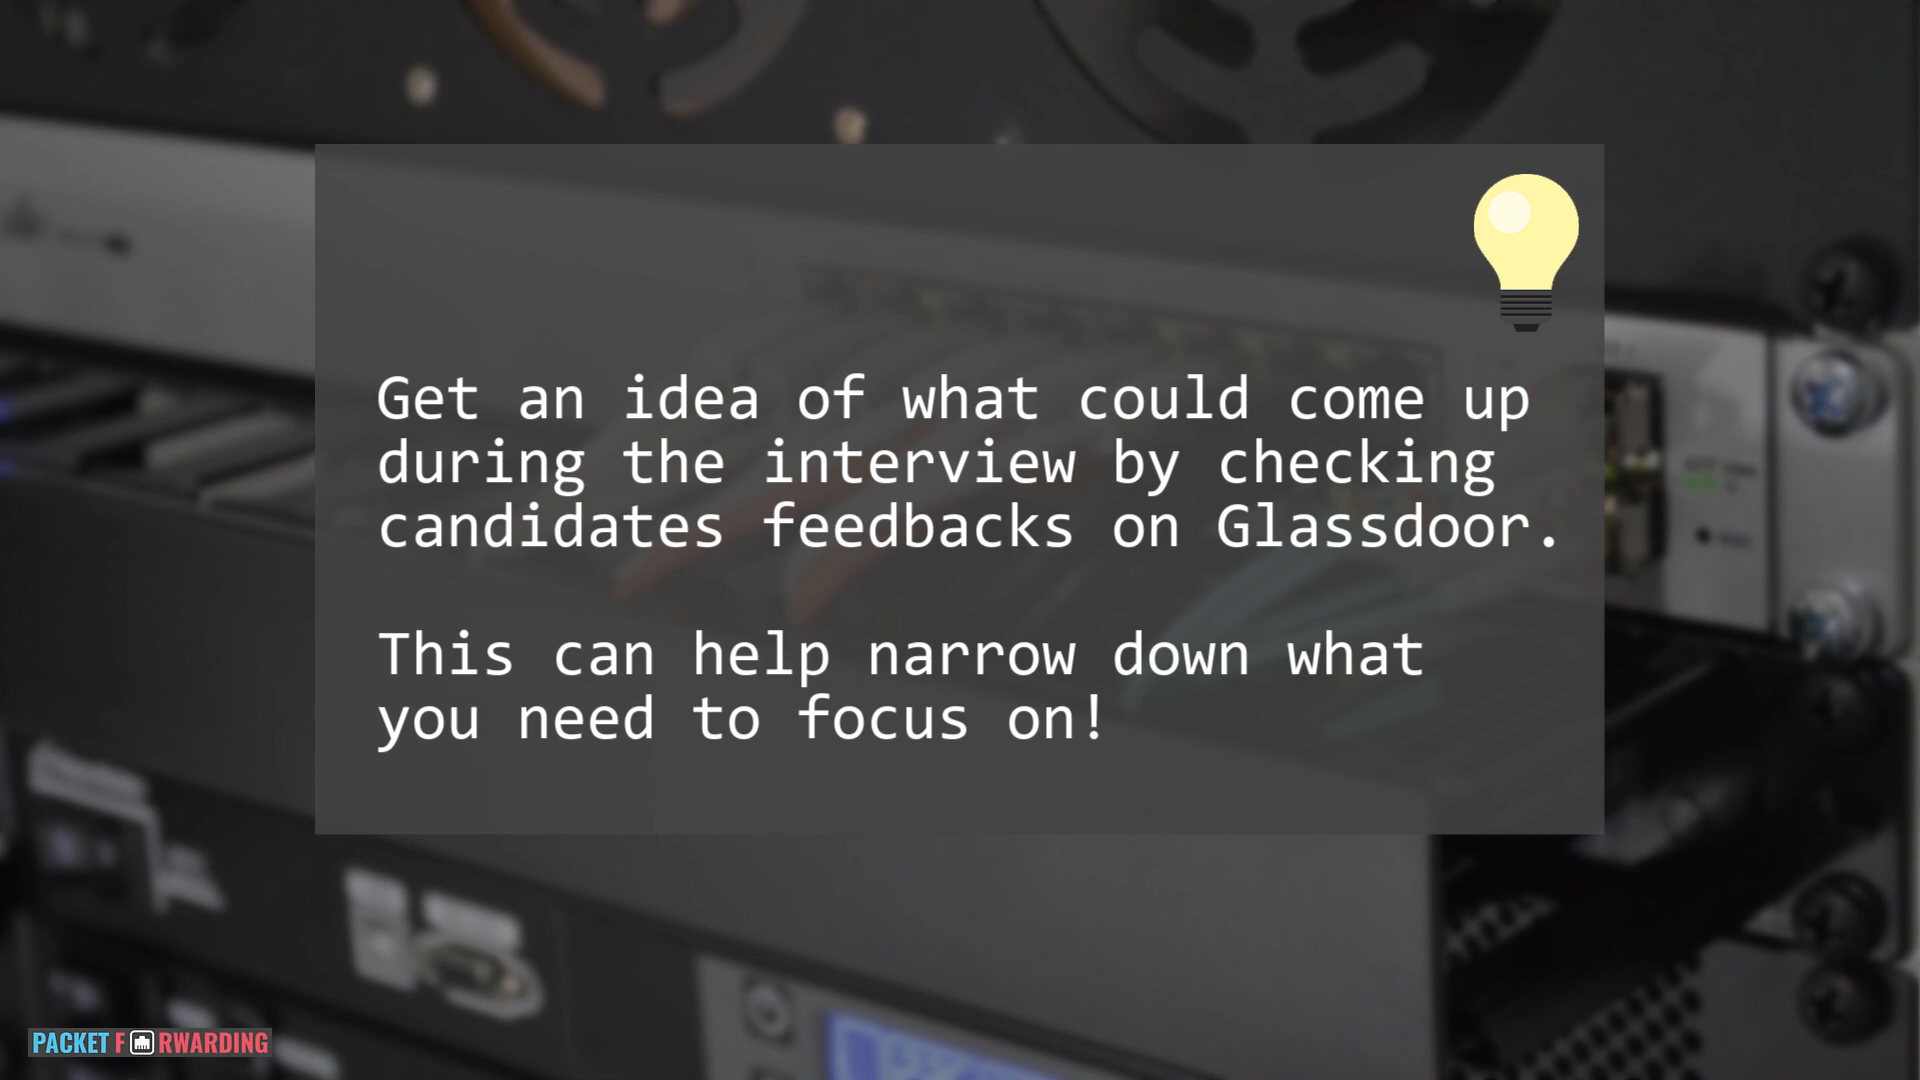 Get an idea of what could come up
during the interview by checking
candidates feedbacks on Glassdoor.
This can help narrow down what
you need to focus on!
PACKET FORWARDING